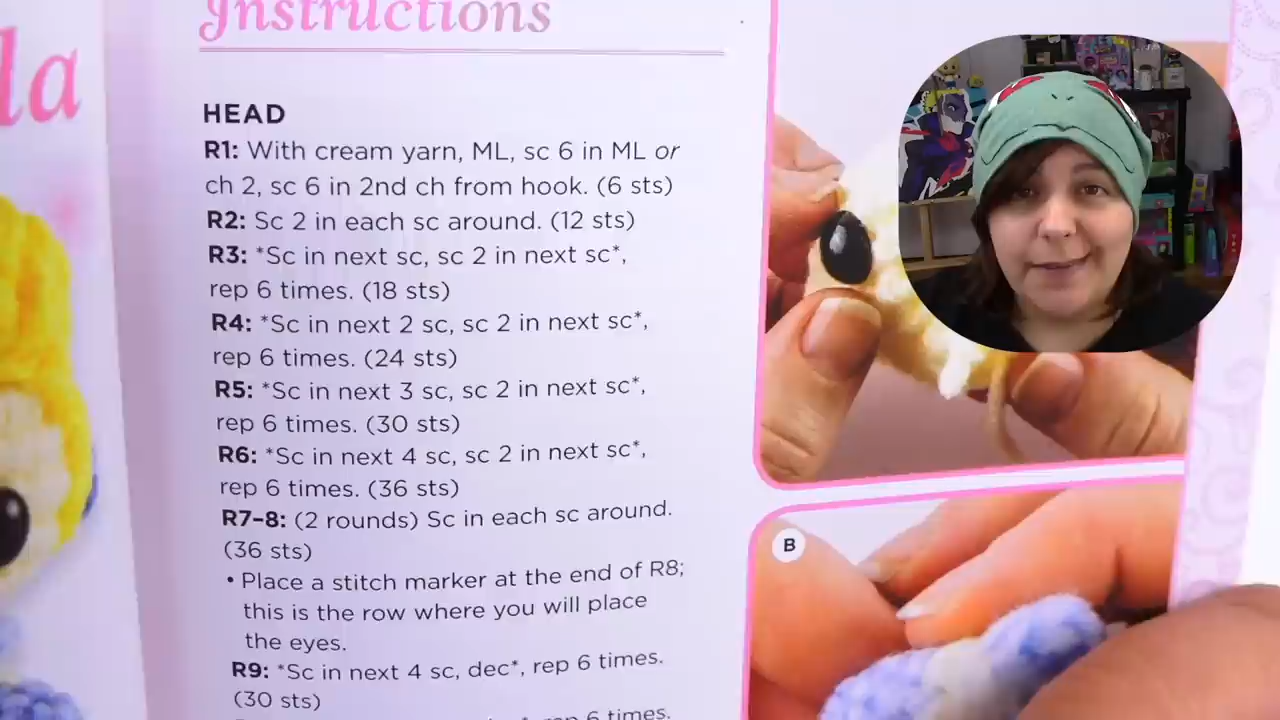 la
Instructions
HEAD
R1: With cream yarn, ML, sc 6 in ML or
ch 2, sc 6 in 2nd ch from hook. (6 sts)
R2: Sc 2 in each sc around. (12 sts)
R3: *Sc in next sc, sc 2 in next sc*,
rep 6 times. (18 sts)
R4: *Sc in next 2 sc, sc 2 in next sc*,
rep 6 times. (24 sts)
R5: *Sc in next 3 sc, sc 2 in next sc*,
rep 6 times. (30 sts)
R6: *Sc in next 4 sc, sc 2 in next sc*,
rep 6 times. (36 sts)
R7–8: (2 rounds) Sc in each sc around.
(36 sts)
• Place a stitch marker at the end of R8;
this is the row where you will place
the eyes.
R9: *Sc in next 4 sc, dec*, rep 6 times.
(30 sts)
rep 6 times.
B